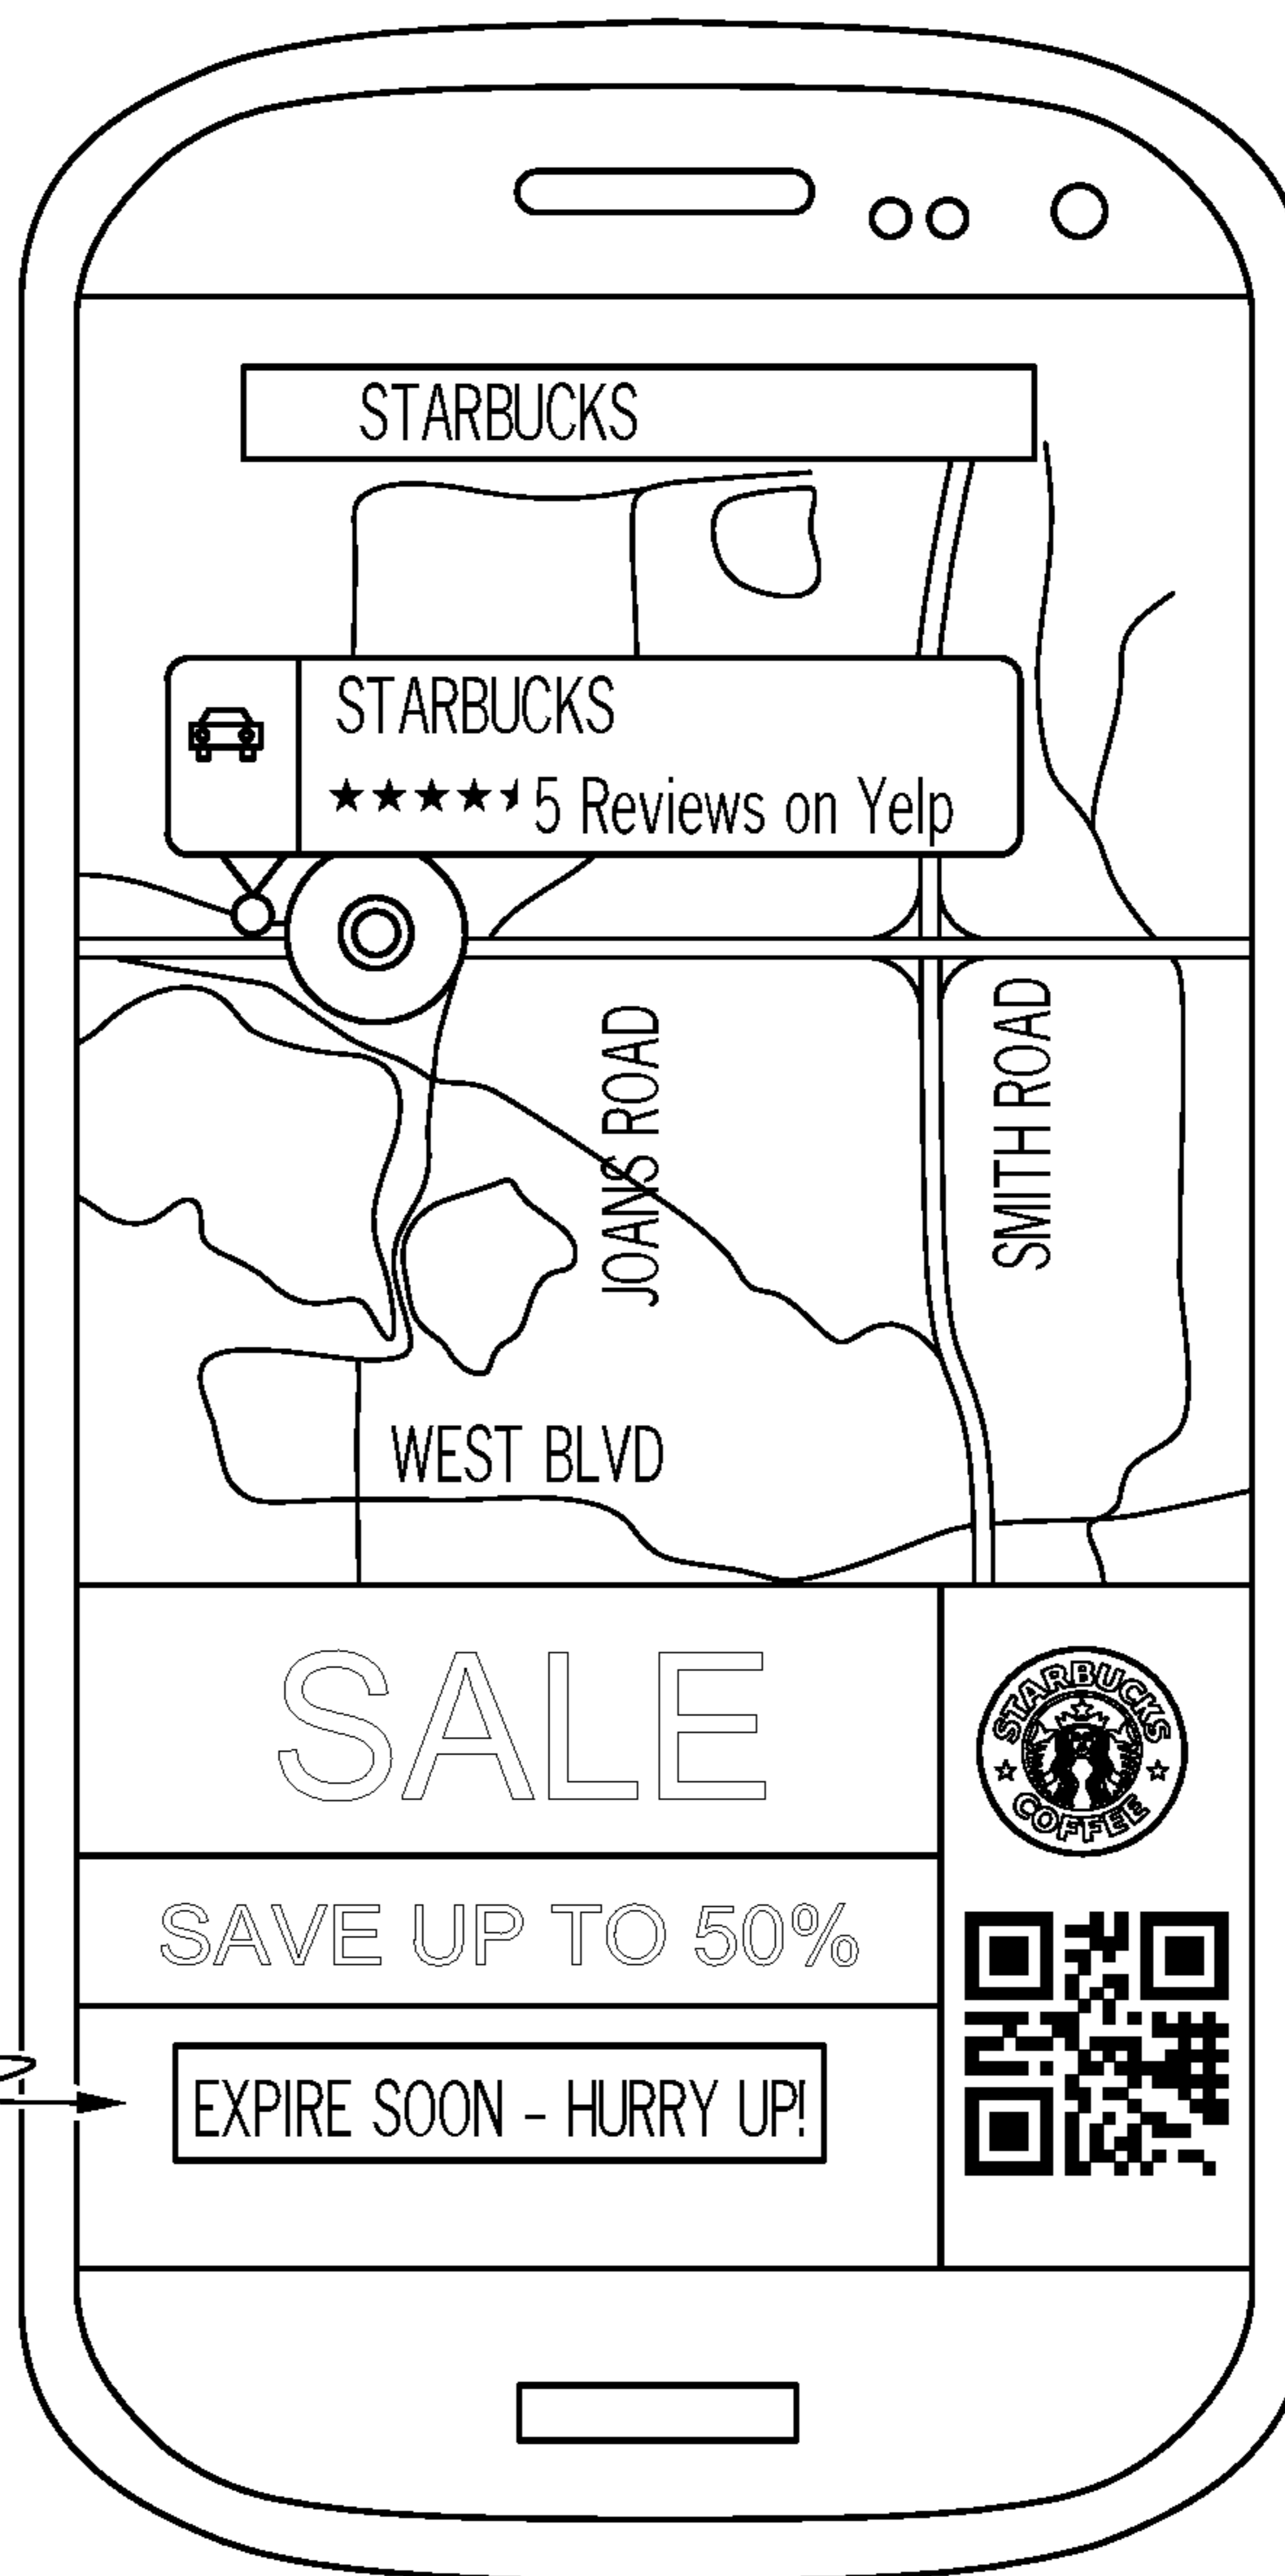 STARBUCKS
STARBUCKS
★★★★⯨ 5 Reviews on Yelp
JOANS ROAD
SMITH ROAD
WEST BLVD
SALE
STARBUCKS
COFFEE
SAVE UP TO 50%
EXPIRE SOON - HURRY UP!